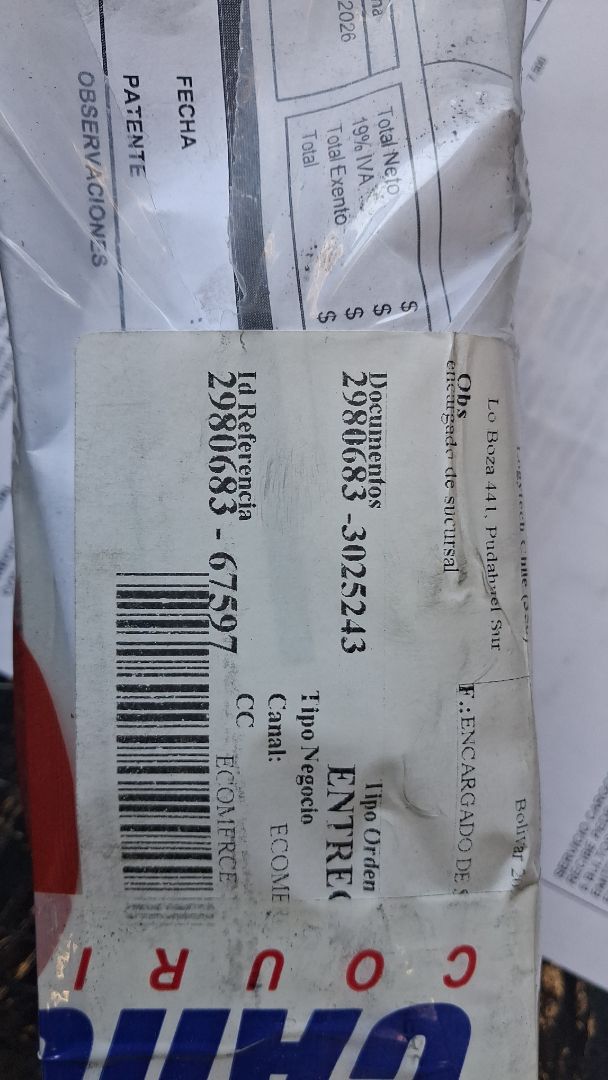 2026
Total Neto $
19% IVA $
Total Exento $
Total $
FECHA
PATENTE
OBSERVACIONES
Lo Boza 441, Pudahuel Sur
Bolivar
Obs
encargado de sucursal
F.:ENCARGADO DE
Documentos
2980683 -3025243
Tipo Orden
ENTREG
Tipo Negocio
Canal: ECOME
Id Referencia
2980683 - 67597
CC
ECOMERCE
COURI